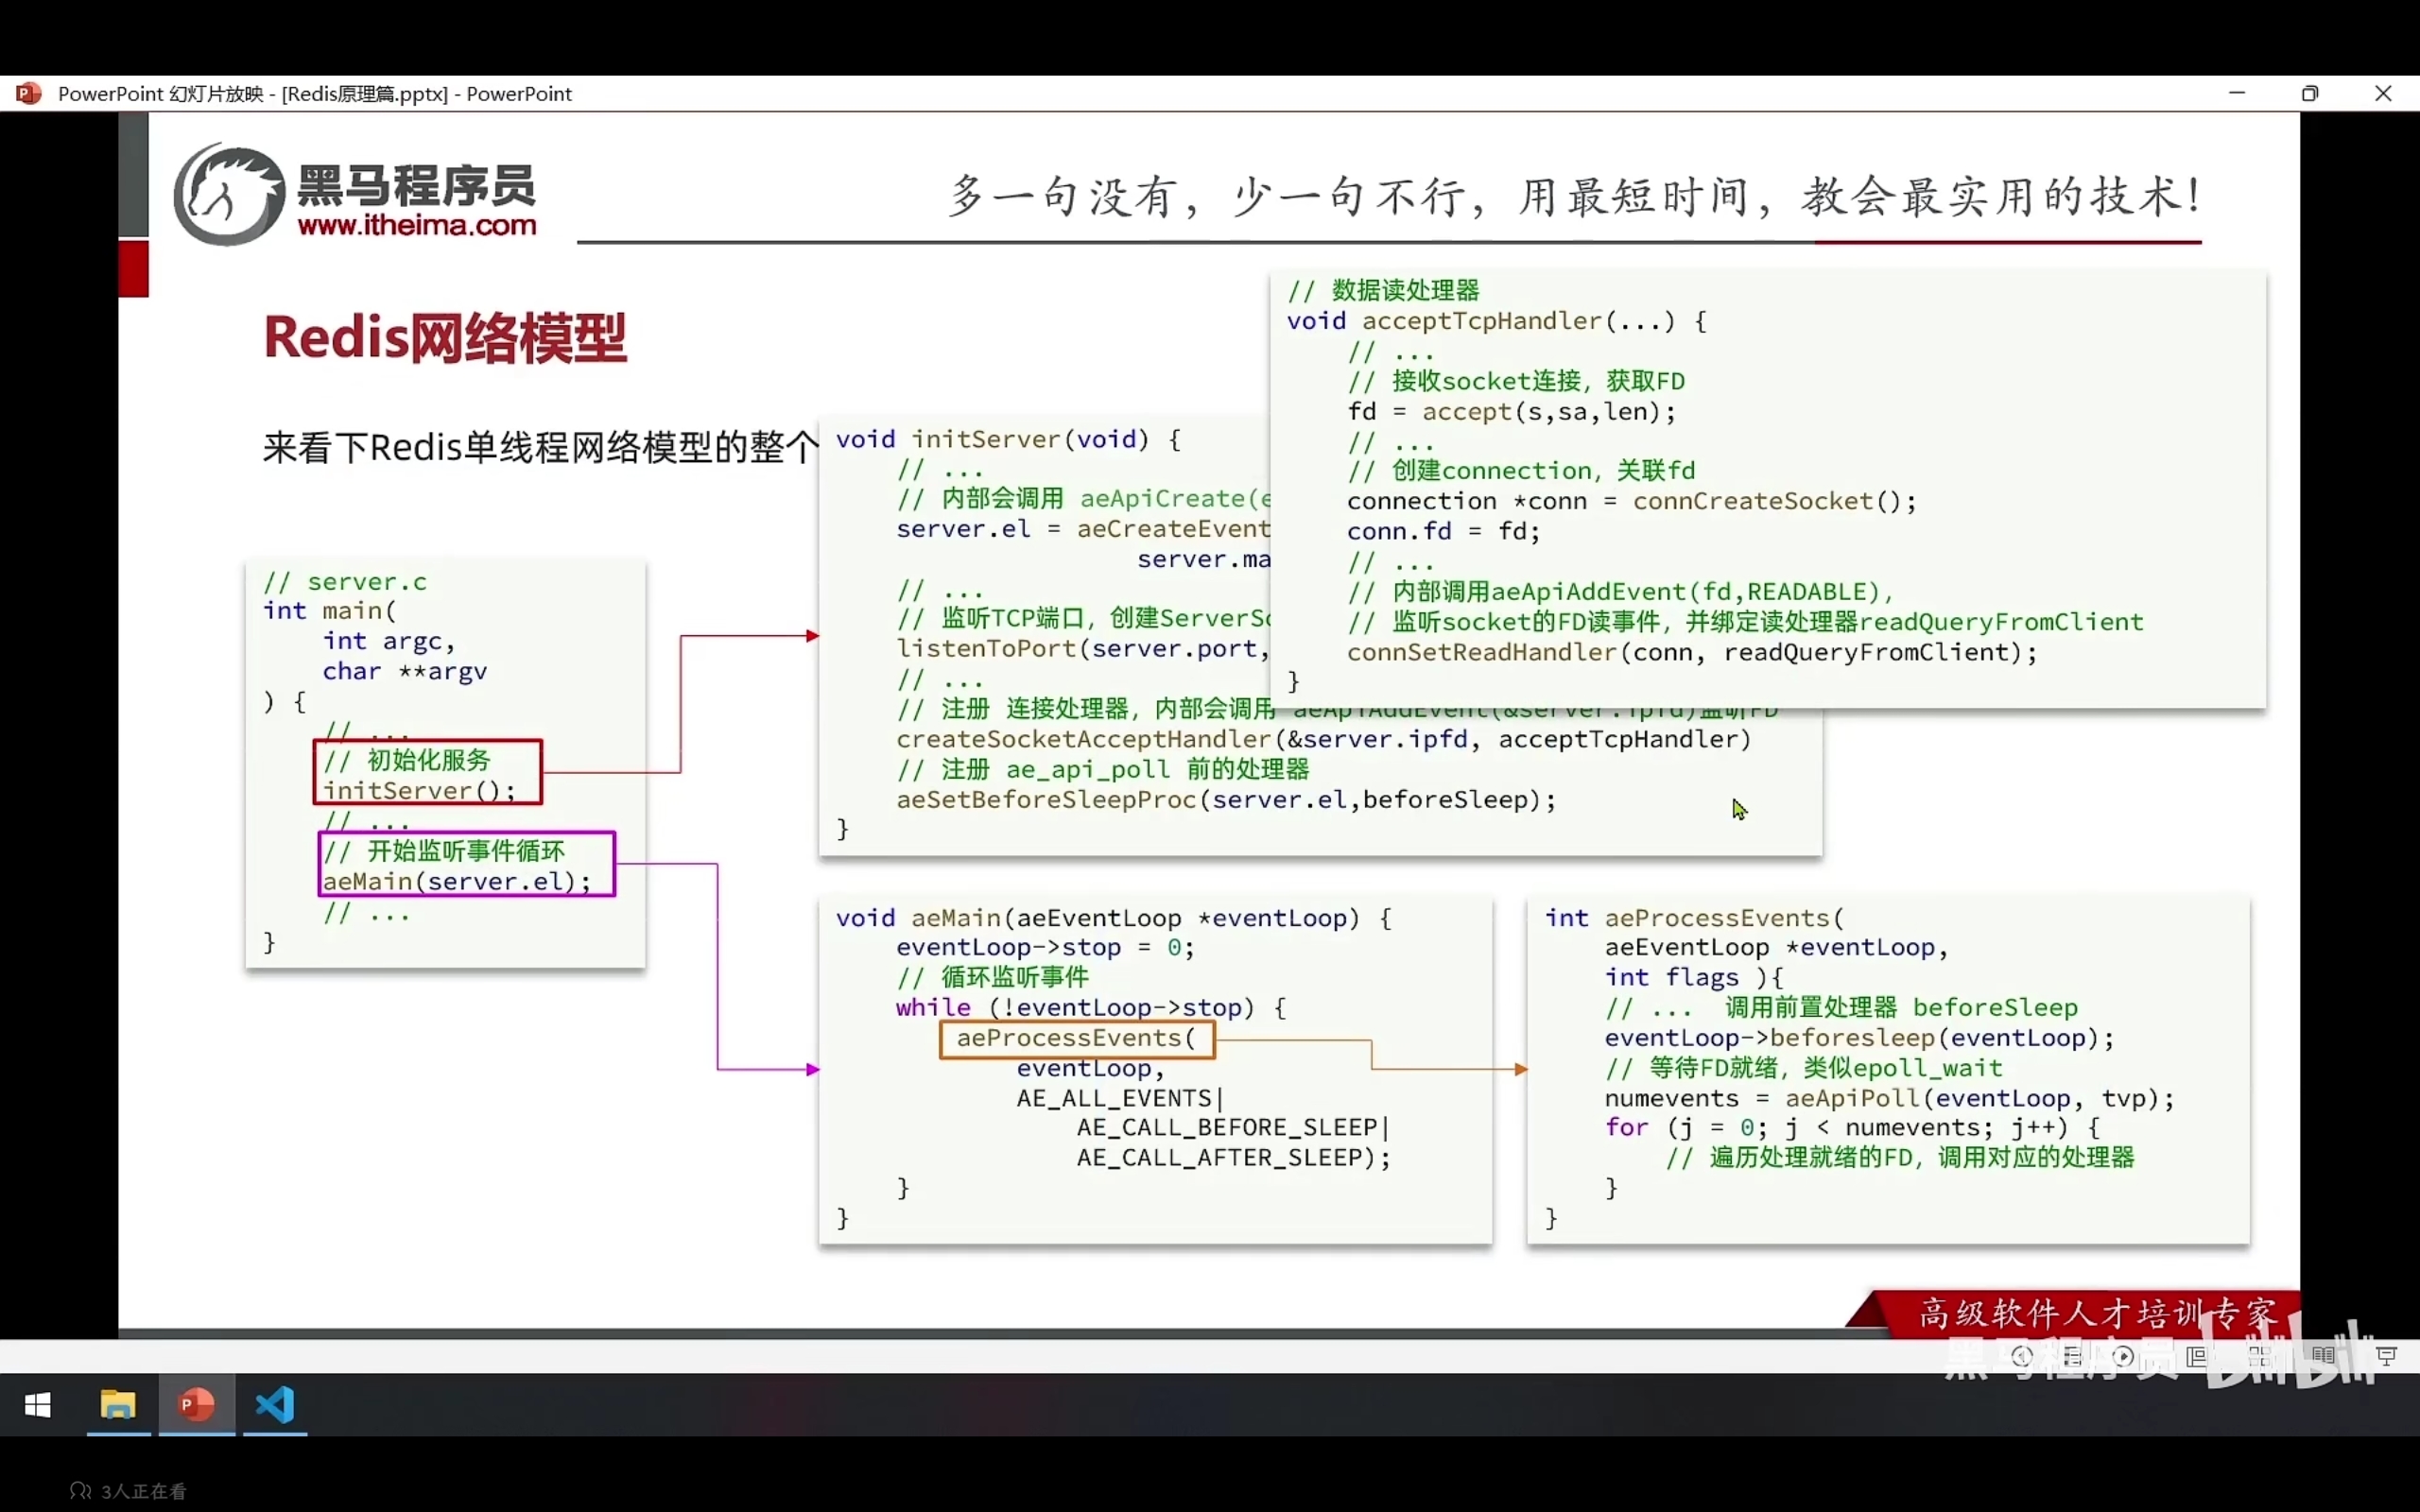 PowerPoint 幻灯片放映 - [Redis原理篇.pptx] - PowerPoint
黑马程序员
www.itheima.com
多一句没有，少一句不行，用最短时间，教会最实用的技术！
Redis网络模型
来看下Redis单线程网络模型的整个
// server.c
int main(
    int argc,
    char **argv
) {
    // ...
    // 初始化服务
    initServer();
    // ...
    // 开始监听事件循环
    aeMain(server.el);
    // ...
}
void initServer(void) {
    // ...
    // 内部会调用 aeApiCreate(e
    server.el = aeCreateEvent
                    server.ma
    // ...
    // 监听TCP端口，创建ServerSo
    listenToPort(server.port,
    // ...
    // 注册 连接处理器，内部会调用 aeApiAddEvent(&server.ipfd)监听FD
    createSocketAcceptHandler(&server.ipfd, acceptTcpHandler)
    // 注册 ae_api_poll 前的处理器
    aeSetBeforeSleepProc(server.el,beforeSleep);
}
// 数据读处理器
void acceptTcpHandler(...) {
    // ...
    // 接收socket连接，获取FD
    fd = accept(s,sa,len);
    // ...
    // 创建connection，关联fd
    connection *conn = connCreateSocket();
    conn.fd = fd;
    // ...
    // 内部调用aeApiAddEvent(fd,READABLE)，
    // 监听socket的FD读事件，并绑定读处理器readQueryFromClient
    connSetReadHandler(conn, readQueryFromClient);
}
void aeMain(aeEventLoop *eventLoop) {
    eventLoop->stop = 0;
    // 循环监听事件
    while (!eventLoop->stop) {
        aeProcessEvents(
            eventLoop,
            AE_ALL_EVENTS|
                AE_CALL_BEFORE_SLEEP|
                AE_CALL_AFTER_SLEEP);
    }
}
int aeProcessEvents(
    aeEventLoop *eventLoop,
    int flags ){
    // ...  调用前置处理器 beforeSleep
    eventLoop->beforesleep(eventLoop);
    // 等待FD就绪，类似epoll_wait
    numevents = aeApiPoll(eventLoop, tvp);
    for (j = 0; j < numevents; j++) {
        // 遍历处理就绪的FD，调用对应的处理器
    }
}
高级软件人才培训专家
黑马程序员 bilibili
3人正在看